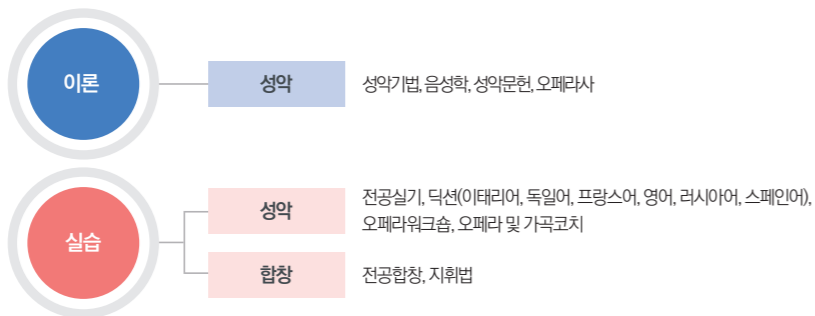 이론
성악
성악기법, 음성학, 성악문헌, 오페라사
실습
성악
전공실기, 딕션(이태리어, 독일어, 프랑스어, 영어, 러시아어, 스페인어),
오페라워크숍, 오페라 및 가곡코치
합창
전공합창, 지휘법